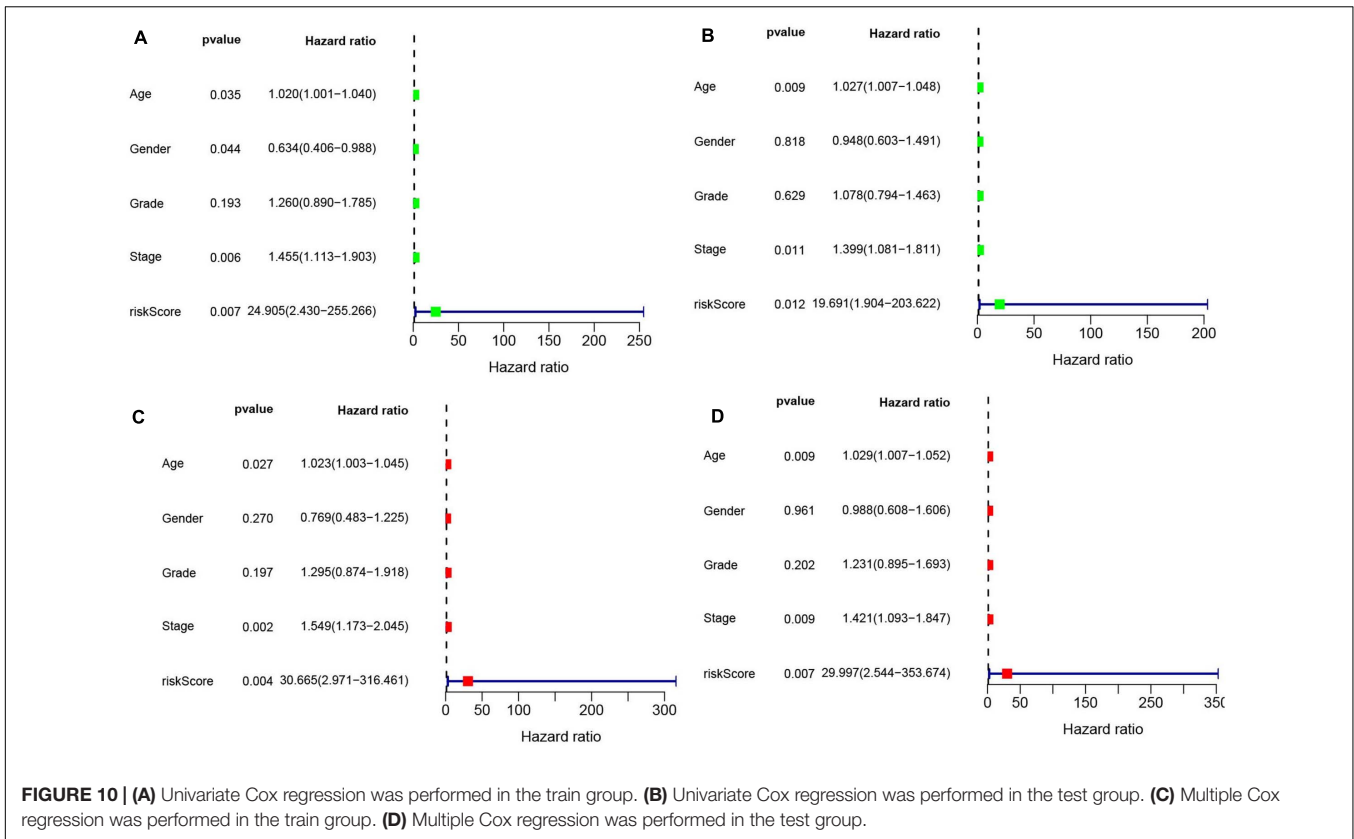 A
pvalue Hazard ratio
Age 0.035 1.020(1.001−1.040)
Gender 0.044 0.634(0.406−0.988)
Grade 0.193 1.260(0.890−1.785)
Stage 0.006 1.455(1.113−1.903)
riskScore 0.007 24.905(2.430−255.266)
0 50 100 150 200 250
Hazard ratio
B
pvalue Hazard ratio
Age 0.009 1.027(1.007−1.048)
Gender 0.818 0.948(0.603−1.491)
Grade 0.629 1.078(0.794−1.463)
Stage 0.011 1.399(1.081−1.811)
riskScore 0.012 19.691(1.904−203.622)
0 50 100 150 200
Hazard ratio
C
pvalue Hazard ratio
Age 0.027 1.023(1.003−1.045)
Gender 0.270 0.769(0.483−1.225)
Grade 0.197 1.295(0.874−1.918)
Stage 0.002 1.549(1.173−2.045)
riskScore 0.004 30.665(2.971−316.461)
0 50 100 200 300
Hazard ratio
D
pvalue Hazard ratio
Age 0.009 1.029(1.007−1.052)
Gender 0.961 0.988(0.608−1.606)
Grade 0.202 1.231(0.895−1.693)
Stage 0.009 1.421(1.093−1.847)
riskScore 0.007 29.997(2.544−353.674)
0 50 150 250 350
Hazard ratio
FIGURE 10 | (A) Univariate Cox regression was performed in the train group. (B) Univariate Cox regression was performed in the test group. (C) Multiple Cox
regression was performed in the train group. (D) Multiple Cox regression was performed in the test group.